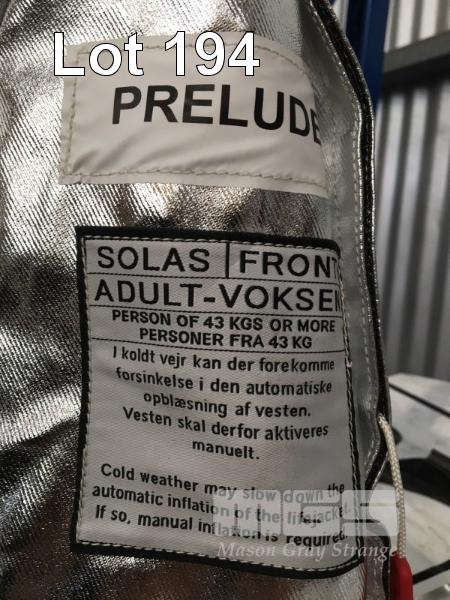 Lot 194
PRELUDE
SOLAS FRONT
ADULT-VOKSEN
PERSON OF 43 KGS OR MORE
PERSONER FRA 43 KG
I koldt vejr kan der forekomme
forsinkelse i den automatiske
opblæsning af vesten.
Vesten skal derfor aktiveres
manuelt.
Cold weather may slow down the
automatic inflation of the lifejacket.
If so, manual inflation is required.
Mason Gray Strange